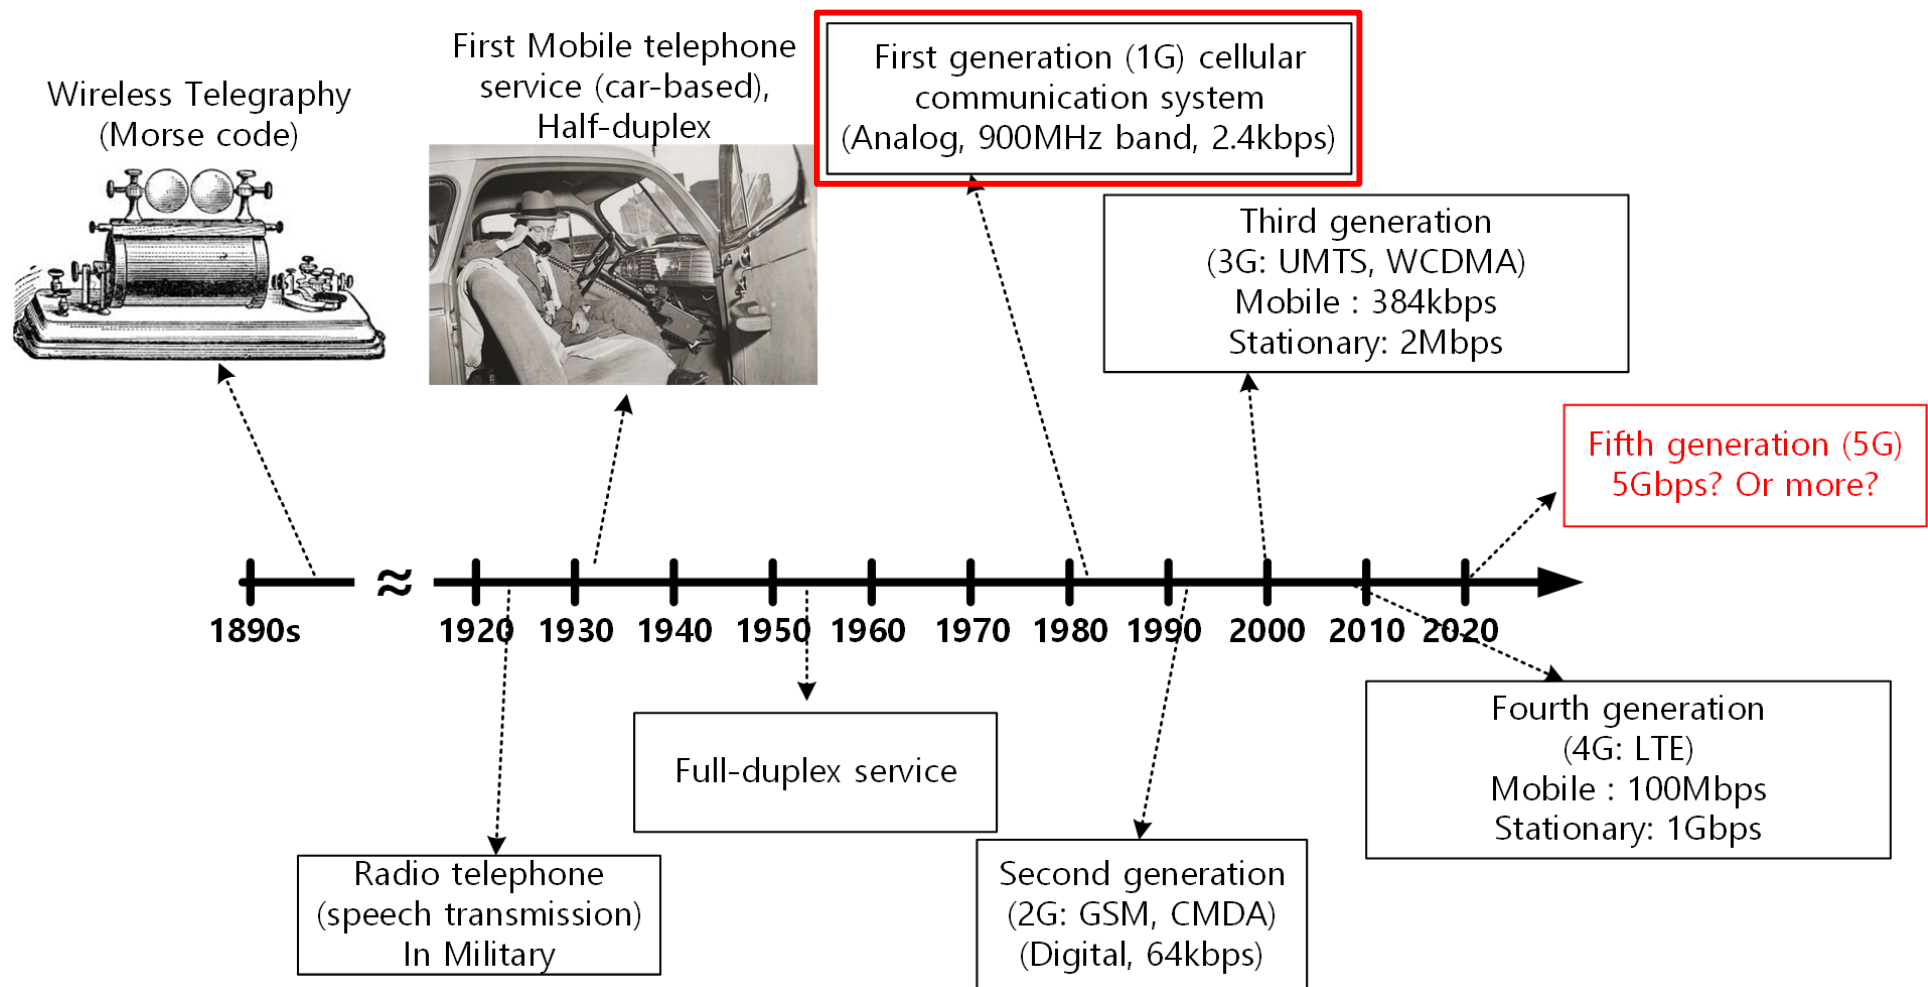 Wireless Telegraphy
(Morse code)
First Mobile telephone
service (car-based),
Half-duplex
First generation (1G) cellular
communication system
(Analog, 900MHz band, 2.4kbps)
Third generation
(3G: UMTS, WCDMA)
Mobile : 384kbps
Stationary: 2Mbps
Fifth generation (5G)
5Gbps? Or more?
≈
1890s
1920
1930
1940
1950
1960
1970
1980
1990
2000
2010
2020
Radio telephone
(speech transmission)
In Military
Full-duplex service
Second generation
(2G: GSM, CMDA)
(Digital, 64kbps)
Fourth generation
(4G: LTE)
Mobile : 100Mbps
Stationary: 1Gbps